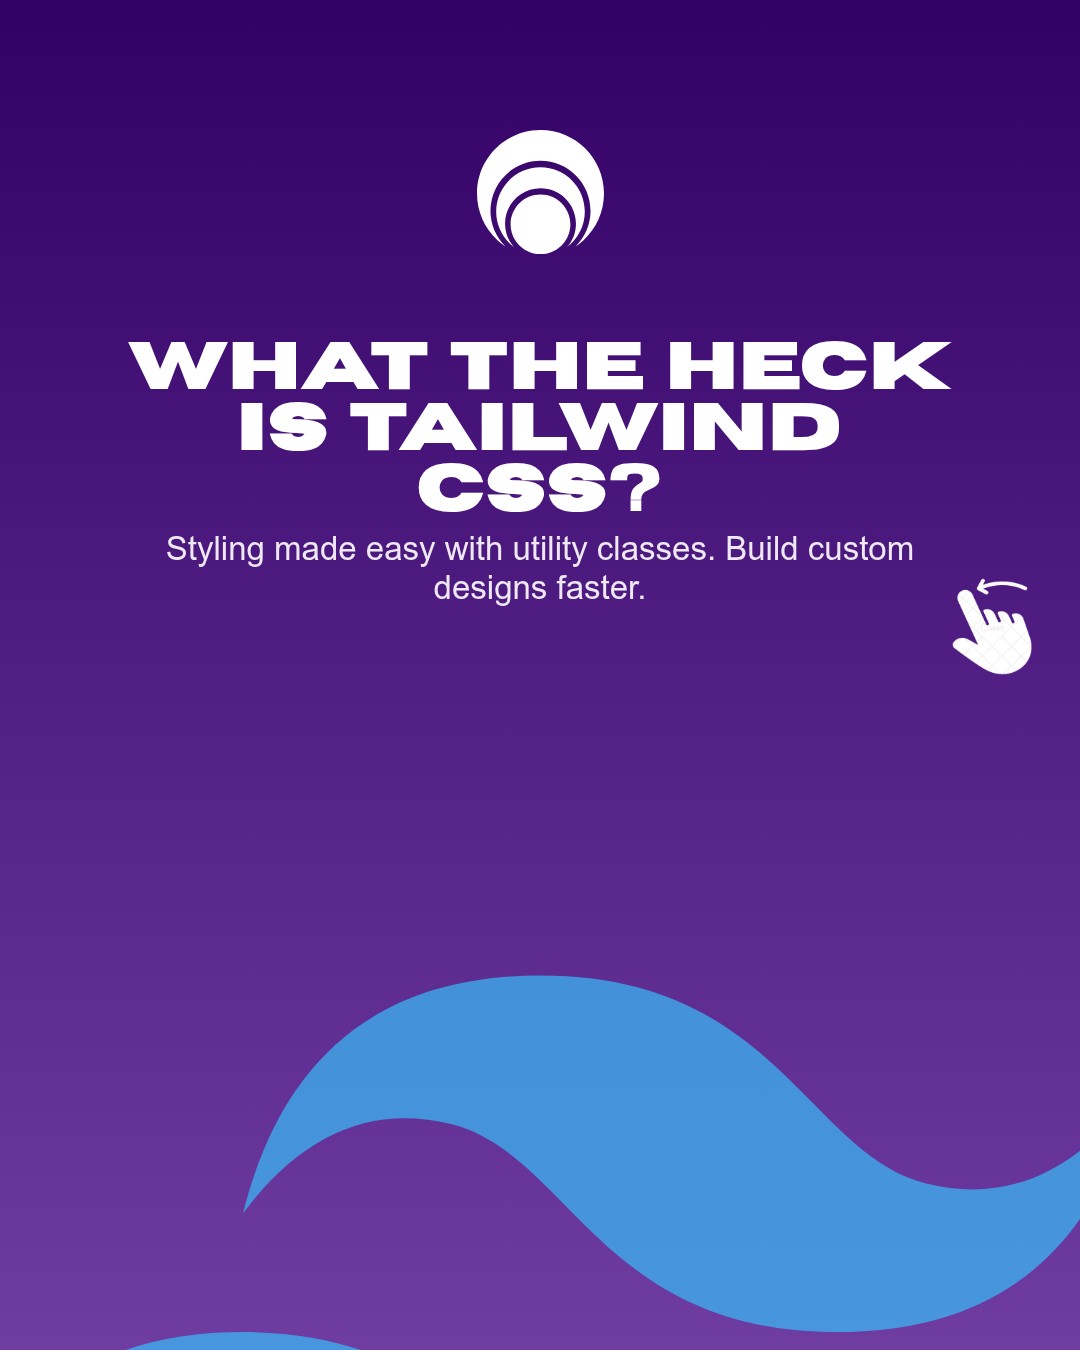 WHAT THE HECK
IS TAILWIND
CSS?
Styling made easy with utility classes. Build custom
designs faster.